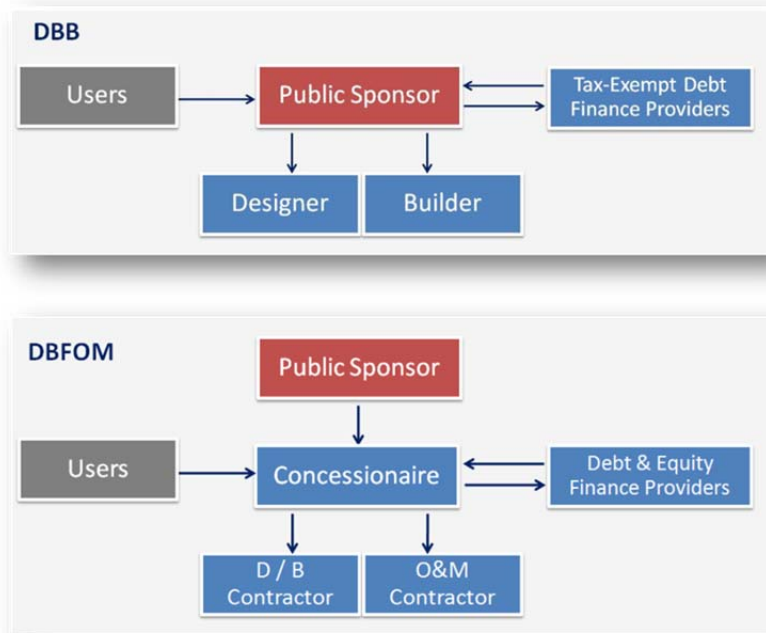 DBB
Users
Public Sponsor
Tax-Exempt Debt
Finance Providers
Designer
Builder
DBFOM
Public Sponsor
Users
Concessionaire
Debt & Equity
Finance Providers
D / B
Contractor
O&M
Contractor